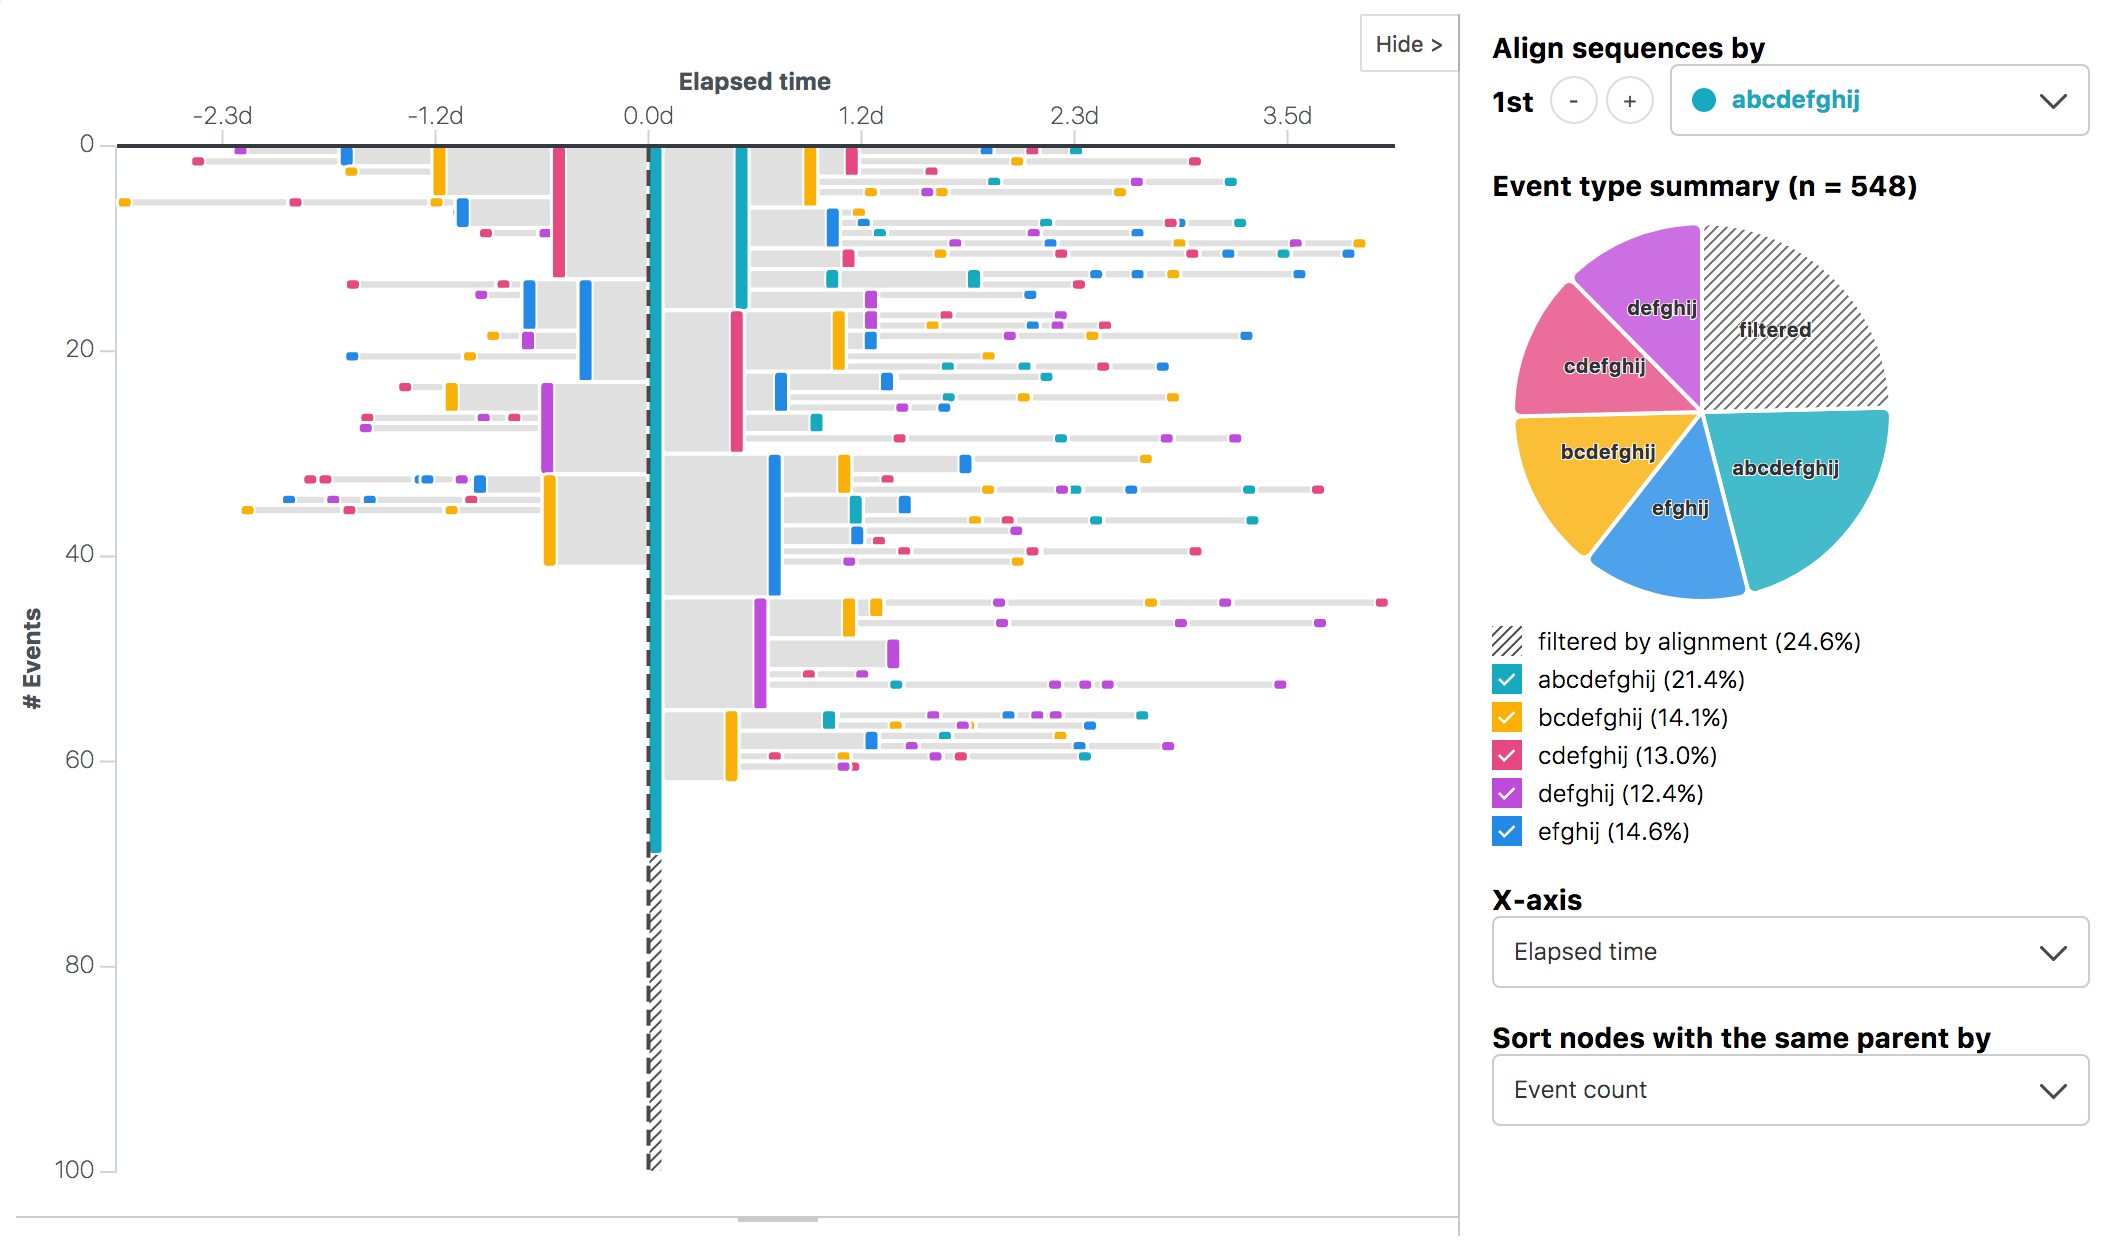 Hide >
Elapsed time
-2.3d -1.2d 0.0d 1.2d 2.3d 3.5d
0
20
40
60
80
100
# Events
Align sequences by
1st - + abcdefghij
Event type summary (n = 548)
defghij
filtered
cdefghij
bcdefghij
abcdefghij
efghij
filtered by alignment (24.6%)
abcdefghij (21.4%)
bcdefghij (14.1%)
cdefghij (13.0%)
defghij (12.4%)
efghij (14.6%)
X-axis
Elapsed time
Sort nodes with the same parent by
Event count